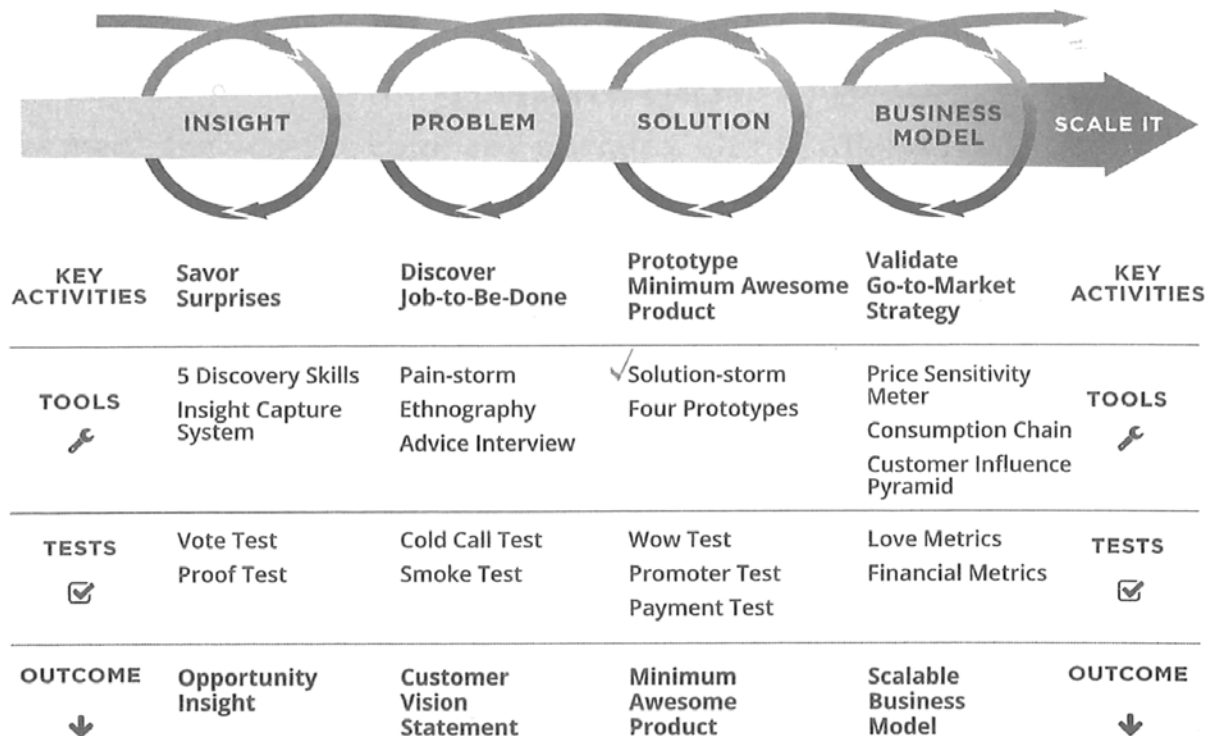 INSIGHT
PROBLEM
SOLUTION
BUSINESS
MODEL
SCALE IT
KEY
ACTIVITIES
Savor
Surprises
Discover
Job-to-Be-Done
Prototype
Minimum Awesome
Product
Validate
Go-to-Market
Strategy
KEY
ACTIVITIES
TOOLS
5 Discovery Skills
Insight Capture
System
Pain-storm
Ethnography
Advice Interview
Solution-storm
Four Prototypes
Price Sensitivity
Meter
Consumption Chain
Customer Influence
Pyramid
TOOLS
TESTS
Vote Test
Proof Test
Cold Call Test
Smoke Test
Wow Test
Promoter Test
Payment Test
Love Metrics
Financial Metrics
TESTS
OUTCOME
Opportunity
Insight
Customer
Vision
Statement
Minimum
Awesome
Product
Scalable
Business
Model
OUTCOME